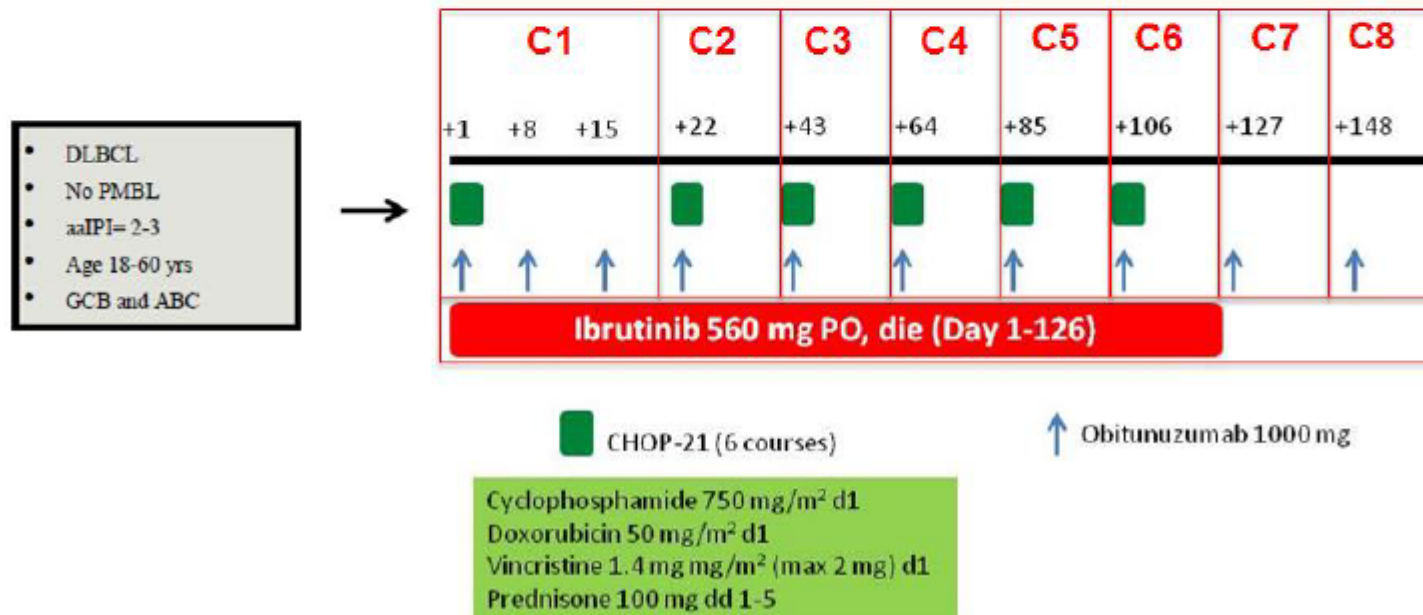 C1 C2 C3 C4 C5 C6 C7 C8
+1 +8 +15 +22 +43 +64 +85 +106 +127 +148
• DLBCL
• No PMBL
• aaIPI= 2-3
• Age 18-60 yrs
• GCB and ABC
Ibrutinib 560 mg PO, die (Day 1-126)
CHOP-21 (6 courses)
Obitunuzumab 1000 mg
Cyclophosphamide 750 mg/m² d1
Doxorubicin 50 mg/m² d1
Vincristine 1.4 mg mg/m² (max 2 mg) d1
Prednisone 100 mg dd 1-5